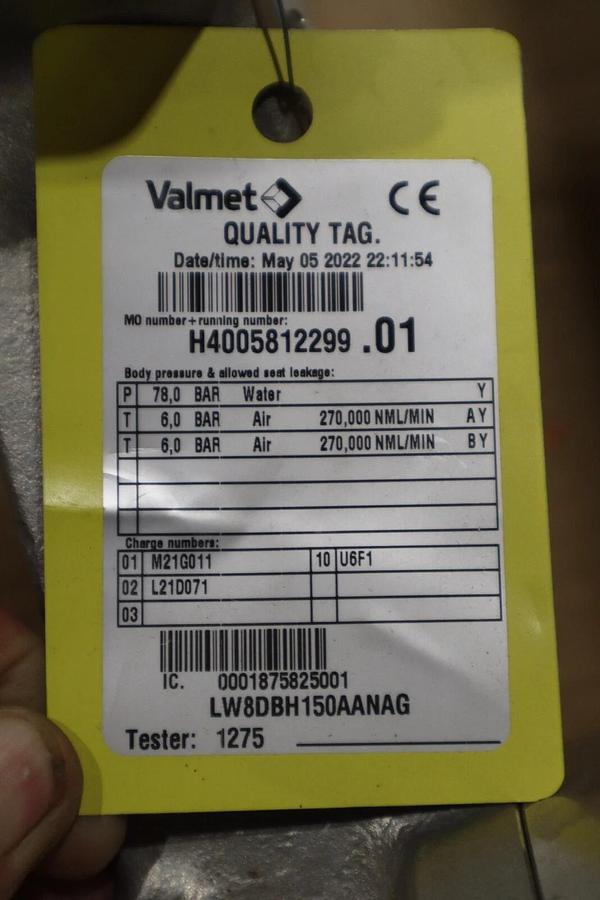 Valmet CE
QUALITY TAG.
Date/time: May 05 2022 22:11:54
MO number+running number:
H4005812299 .01
Body pressure & allowed seat leakage:
P 78,0 BAR Water Y
T 6,0 BAR Air 270,000 NML/MIN A Y
T 6,0 BAR Air 270,000 NML/MIN B Y
Charge numbers:
01 M21G011 10 U6F1
02 L21D071
03
IC. 0001875825001
LW8DBH150AANAG
Tester: 1275